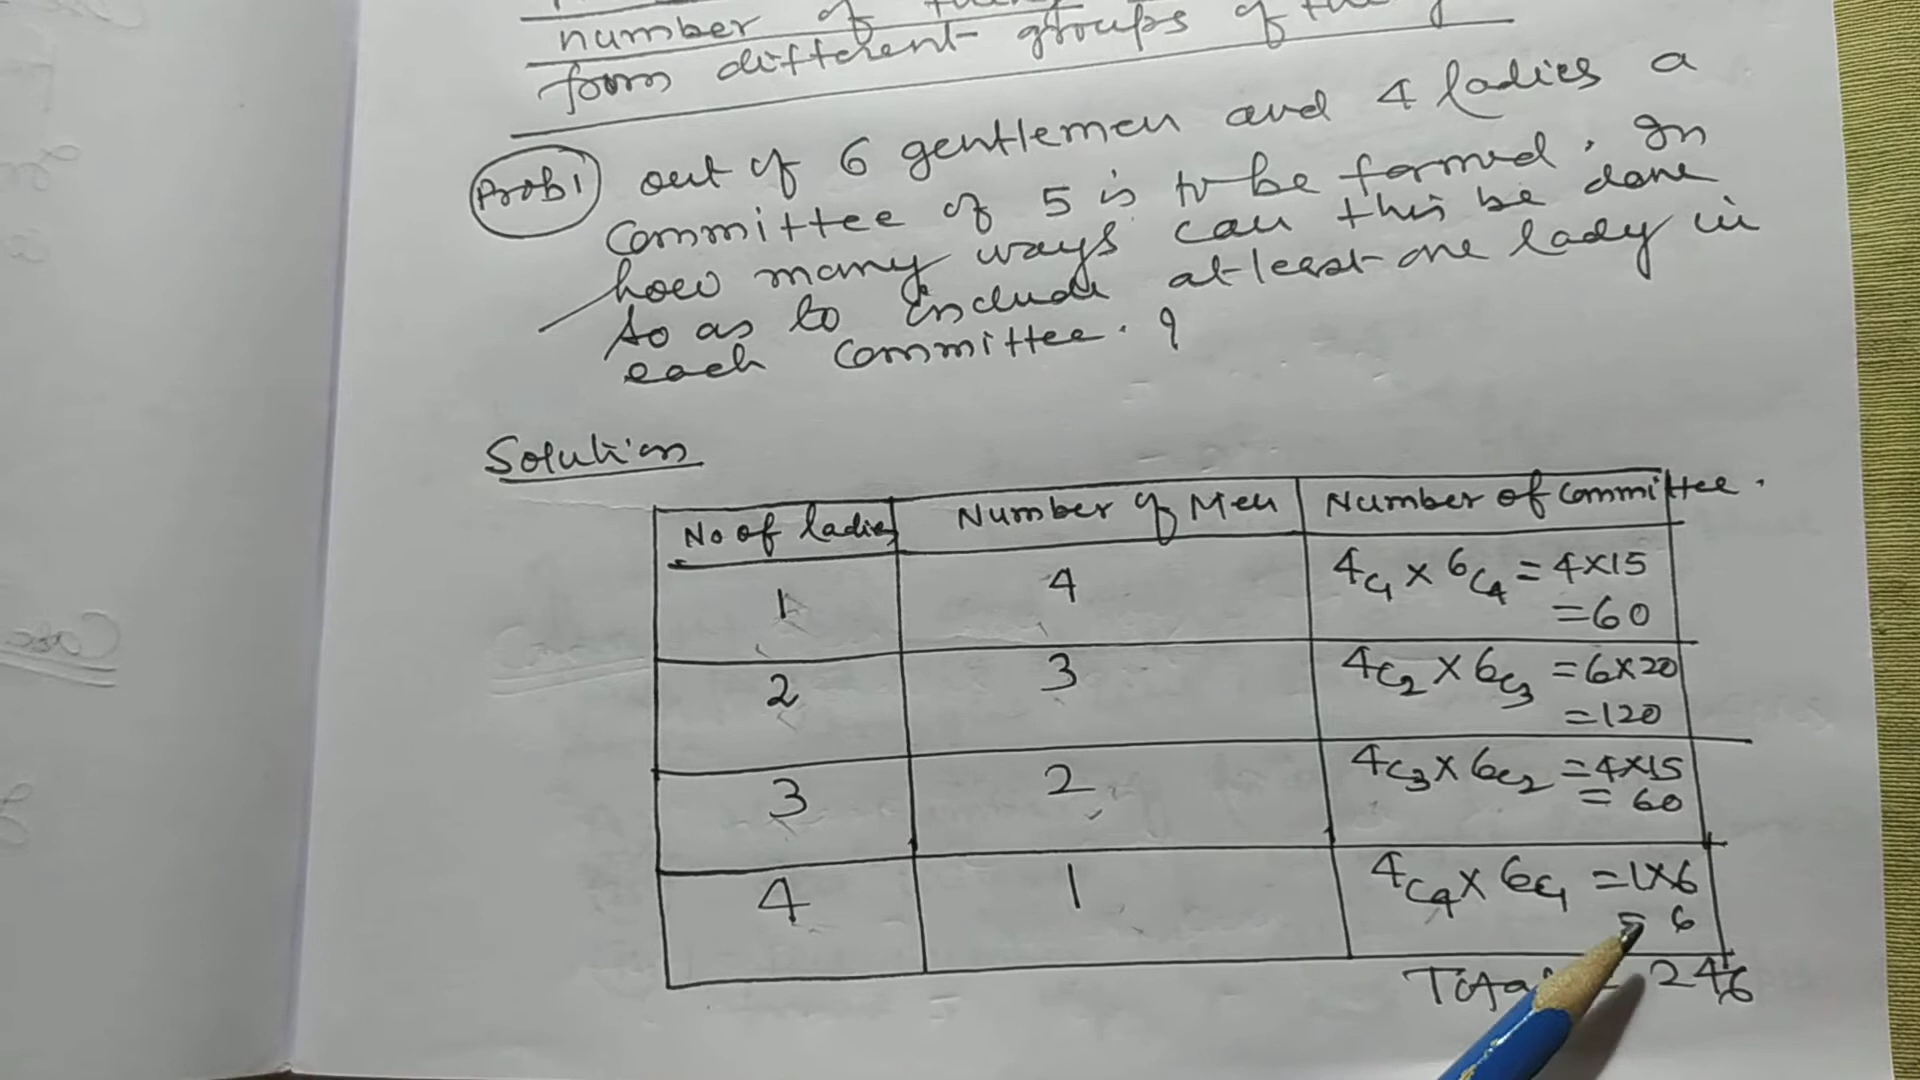 number of
from different groups of
Prob1 out of 6 gentlemen and 4 ladies a
committee of 5 is to be formed. In
how many ways can this be done
so as to include at least one lady in
each committee. ?
Solution
No of ladies Number of Men Number of committee.
1 4 4C1 × 6C4 = 4×15
= 60
2 3 4C2 × 6C3 = 6×20
= 120
3 2 4C3 × 6C2 = 4×15
= 60
4 1 4C4 × 6C1 = 1×6
= 6
Total = 246